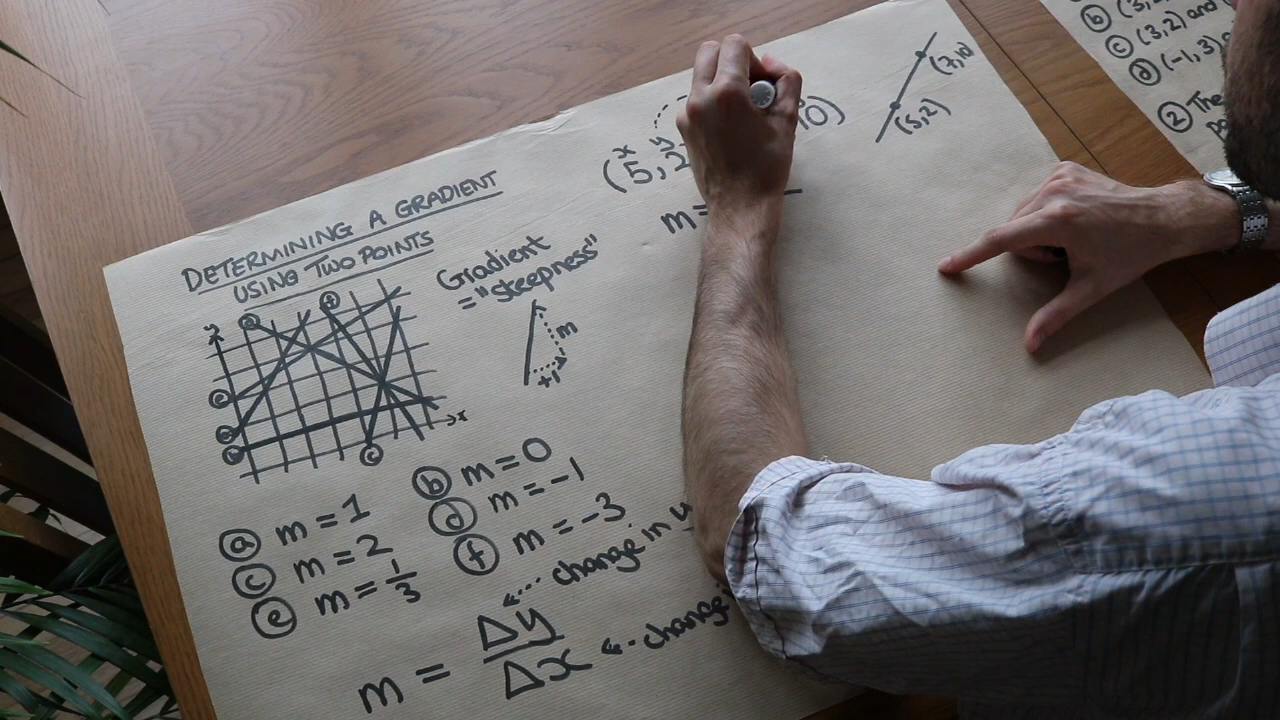 DETERMINING A GRADIENT
USING TWO POINTS
Gradient
= "steepness"
m
+1
y
x
a m = 1
b m = 0
c m = 2
d m = -1
e m = 1/3
f m = -3
m = Δy/Δx
change in y
change
x y
(5, 2
10)
m =
(7,10
(5,2)
b (3,
c (3,2) and
d (-1,3)
2 The